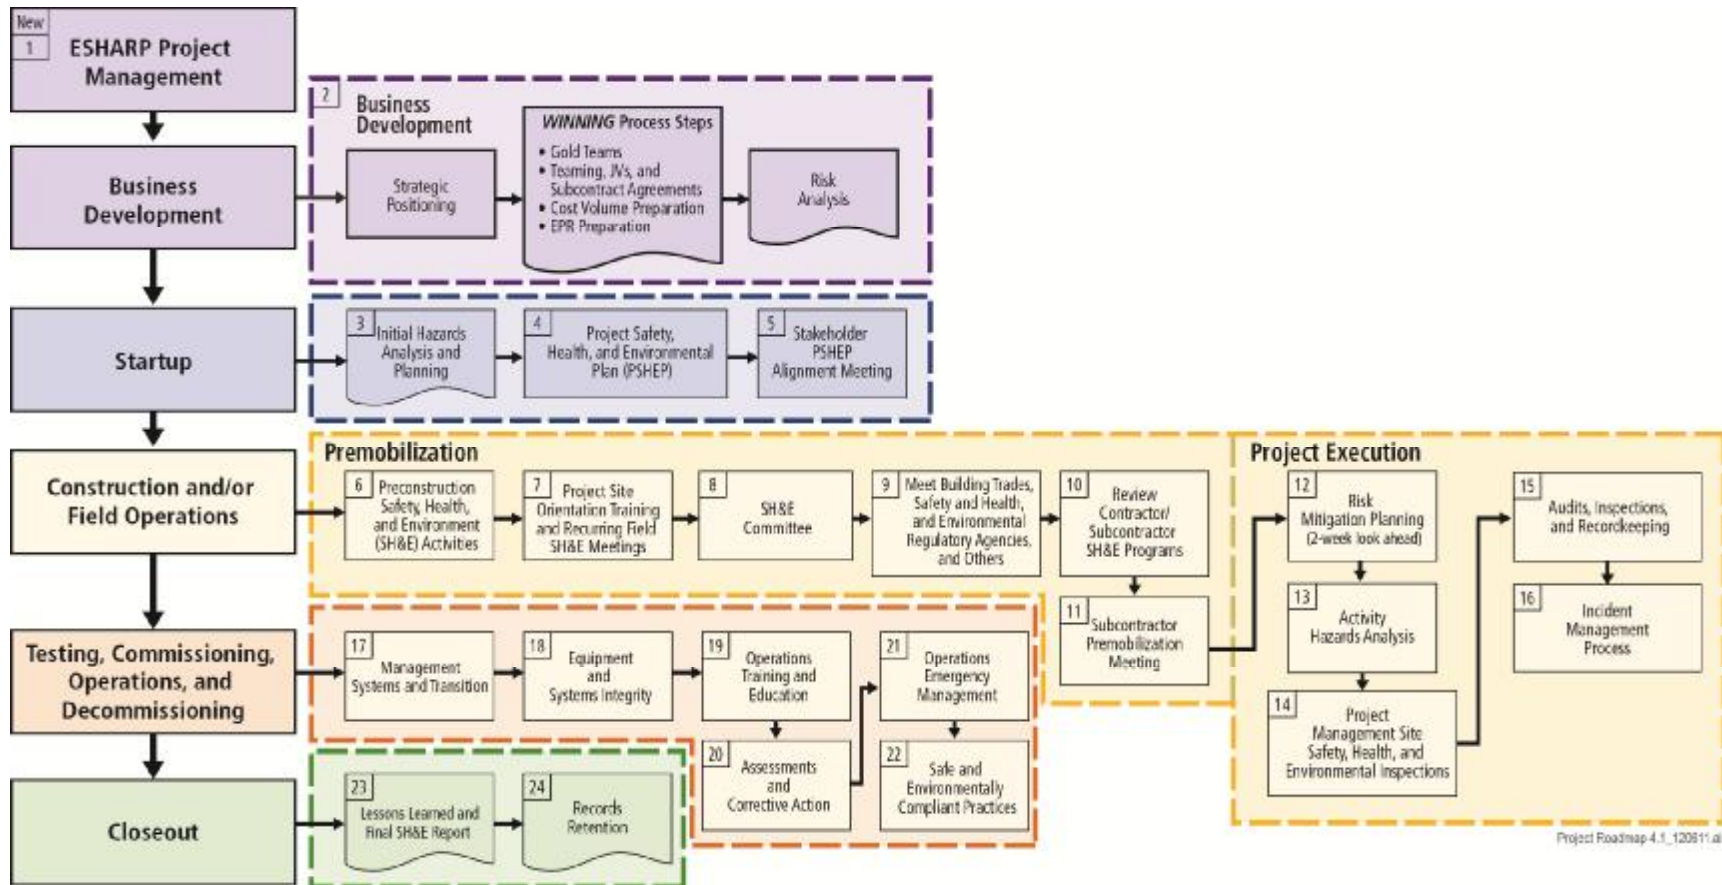 New
1
ESHARP Project
Management
Business
Development
Startup
Construction and/or
Field Operations
Testing, Commissioning,
Operations, and
Decommissioning
Closeout
2
Business
Development
Strategic
Positioning
WINNING Process Steps
• Gold Teams
• Teaming, JVs, and
Subcontract Agreements
• Cost Volume Preparation
• EPR Preparation
Risk
Analysis
3
Initial Hazards
Analysis and
Planning
4
Project Safety,
Health, and Environmental
Plan (PSHEP)
5
Stakeholder
PSHEP
Alignment Meeting
Premobilization
6
Preconstruction
Safety, Health,
and Environment
(SH&E) Activities
7
Project Site
Orientation Training
and Recurring Field
SH&E Meetings
8
SH&E
Committee
9
Meet Building Trades,
Safety and Health,
and Environmental
Regulatory Agencies,
and Others
10
Review
Contractor/
Subcontractor
SH&E Programs
11
Subcontractor
Premobilization
Meeting
Project Execution
12
Risk
Mitigation Planning
(2-week look ahead)
13
Activity
Hazards Analysis
14
Project
Management Site
Safety, Health, and
Environmental Inspections
15
Audits, Inspections,
and Recordkeeping
16
Incident
Management
Process
17
Management
Systems and Transition
18
Equipment
and
Systems Integrity
19
Operations
Training and
Education
20
Assessments
and
Corrective Action
21
Operations
Emergency
Management
22
Safe and
Environmentally
Compliant Practices
23
Lessons Learned and
Final SH&E Report
24
Records
Retention
Project Roadmap 4.1_120611.ai